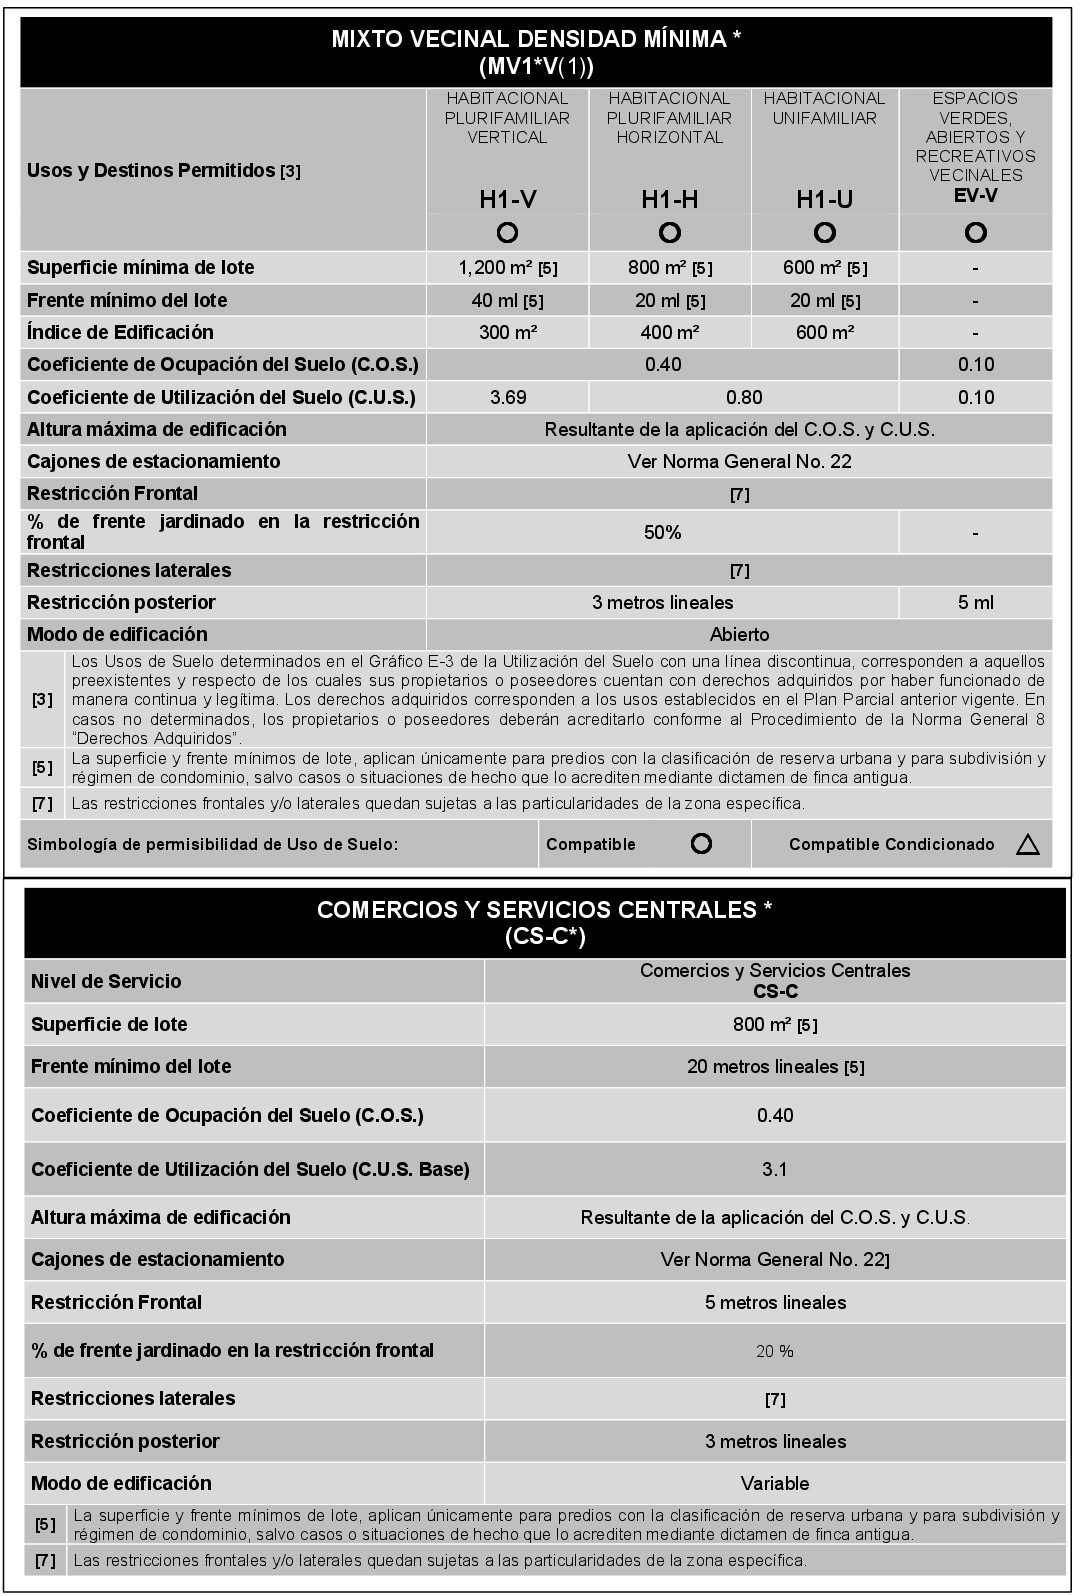 MIXTO VECINAL DENSIDAD MÍNIMA *
(MV1*V(1))
Usos y Destinos Permitidos [3]
HABITACIONAL
PLURIFAMILIAR
VERTICAL
H1-V
HABITACIONAL
PLURIFAMILIAR
HORIZONTAL
H1-H
HABITACIONAL
UNIFAMILIAR
H1-U
ESPACIOS
VERDES,
ABIERTOS Y
RECREATIVOS
VECINALES
EV-V
Superficie mínima de lote 1,200 m² [5] 800 m² [5] 600 m² [5] -
Frente mínimo del lote 40 ml [5] 20 ml [5] 20 ml [5] -
Índice de Edificación 300 m² 400 m² 600 m² -
Coeficiente de Ocupación del Suelo (C.O.S.) 0.40 0.10
Coeficiente de Utilización del Suelo (C.U.S.) 3.69 0.80 0.10
Altura máxima de edificación Resultante de la aplicación del C.O.S. y C.U.S.
Cajones de estacionamiento Ver Norma General No. 22
Restricción Frontal [7]
% de frente jardinado en la restricción
frontal 50% -
Restricciones laterales [7]
Restricción posterior 3 metros lineales 5 ml
Modo de edificación Abierto
[3] Los Usos de Suelo determinados en el Gráfico E-3 de la Utilización del Suelo con una línea discontinua, corresponden a aquellos
preexistentes y respecto de los cuales sus propietarios o poseedores cuentan con derechos adquiridos por haber funcionado de
manera continua y legítima. Los derechos adquiridos corresponden a los usos establecidos en el Plan Parcial anterior vigente. En
casos no determinados, los propietarios o poseedores deberán acreditarlo conforme al Procedimiento de la Norma General 8
“Derechos Adquiridos”.
[5] La superficie y frente mínimos de lote, aplican únicamente para predios con la clasificación de reserva urbana y para subdivisión y
régimen de condominio, salvo casos o situaciones de hecho que lo acrediten mediante dictamen de finca antigua.
[7] Las restricciones frontales y/o laterales quedan sujetas a las particularidades de la zona específica.
Simbología de permisibilidad de Uso de Suelo: Compatible Compatible Condicionado
COMERCIOS Y SERVICIOS CENTRALES *
(CS-C*)
Nivel de Servicio Comercios y Servicios Centrales
CS-C
Superficie de lote 800 m² [5]
Frente mínimo del lote 20 metros lineales [5]
Coeficiente de Ocupación del Suelo (C.O.S.) 0.40
Coeficiente de Utilización del Suelo (C.U.S. Base) 3.1
Altura máxima de edificación Resultante de la aplicación del C.O.S. y C.U.S.
Cajones de estacionamiento Ver Norma General No. 22]
Restricción Frontal 5 metros lineales
% de frente jardinado en la restricción frontal 20 %
Restricciones laterales [7]
Restricción posterior 3 metros lineales
Modo de edificación Variable
[5] La superficie y frente mínimos de lote, aplican únicamente para predios con la clasificación de reserva urbana y para subdivisión y
régimen de condominio, salvo casos o situaciones de hecho que lo acrediten mediante dictamen de finca antigua.
[7] Las restricciones frontales y/o laterales quedan sujetas a las particularidades de la zona específica.